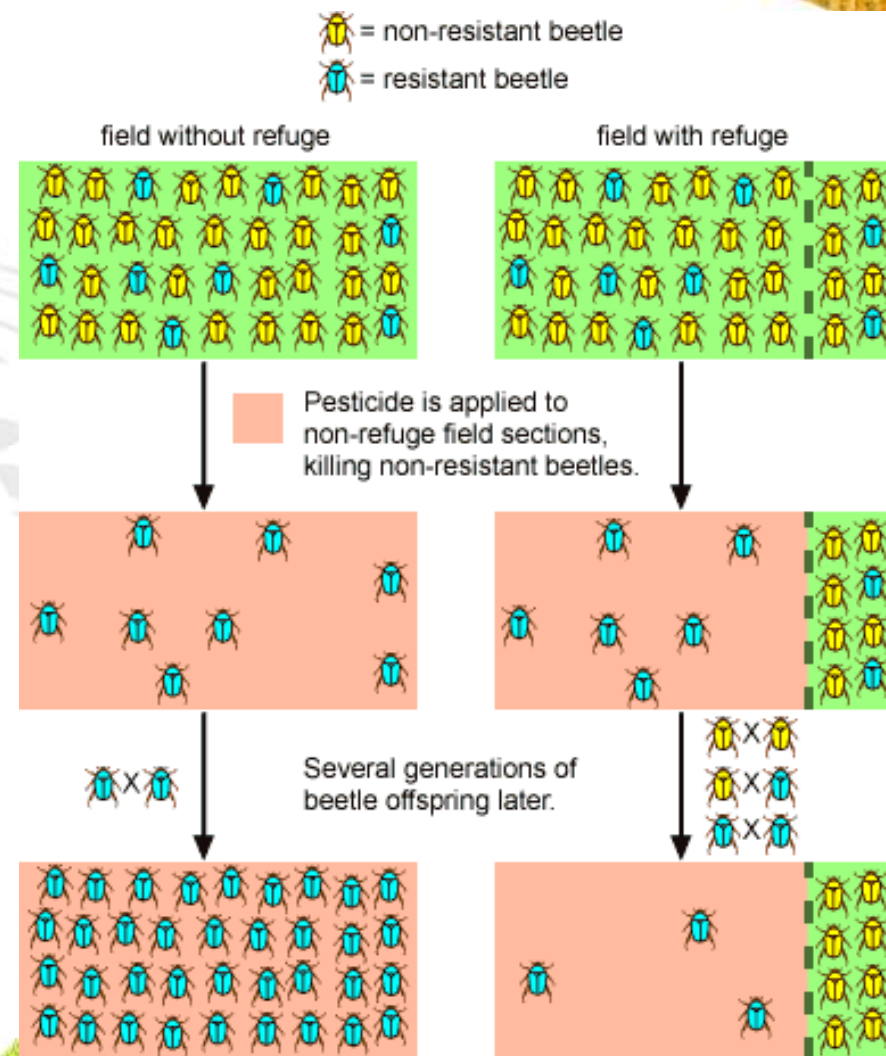 = non-resistant beetle
= resistant beetle
field without refuge
field with refuge
Pesticide is applied to
non-refuge field sections,
killing non-resistant beetles.
X
Several generations of
beetle offspring later.
X
X
X